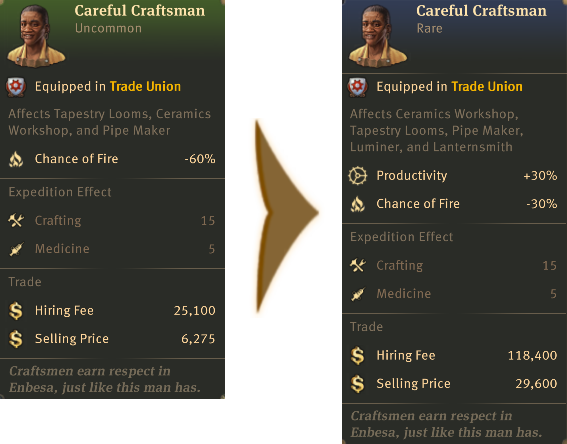 Careful Craftsman
Uncommon
Equipped in Trade Union
Affects Tapestry Looms, Ceramics
Workshop, and Pipe Maker
Chance of Fire -60%
Expedition Effect
Crafting 15
Medicine 5
Trade
Hiring Fee 25,100
Selling Price 6,275
Craftsmen earn respect in
Enbesa, just like this man has.
Careful Craftsman
Rare
Equipped in Trade Union
Affects Ceramics Workshop,
Tapestry Looms, Pipe Maker,
Luminer, and Lanternsmith
Productivity +30%
Chance of Fire -30%
Expedition Effect
Crafting 15
Medicine 5
Trade
Hiring Fee 118,400
Selling Price 29,600
Craftsmen earn respect in
Enbesa, just like this man has.